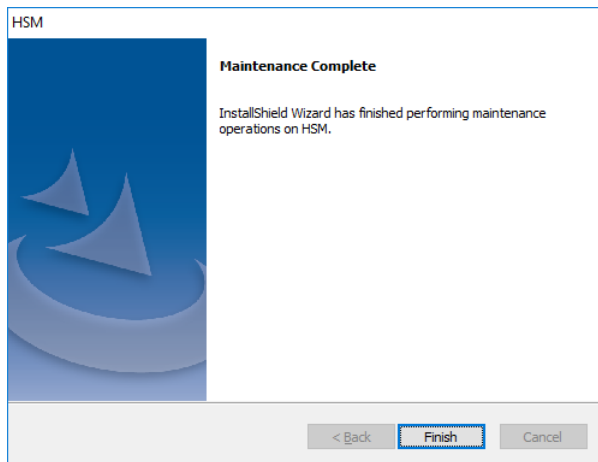 HSM
Maintenance Complete
InstallShield Wizard has finished performing maintenance
operations on HSM.
< Back
Finish
Cancel